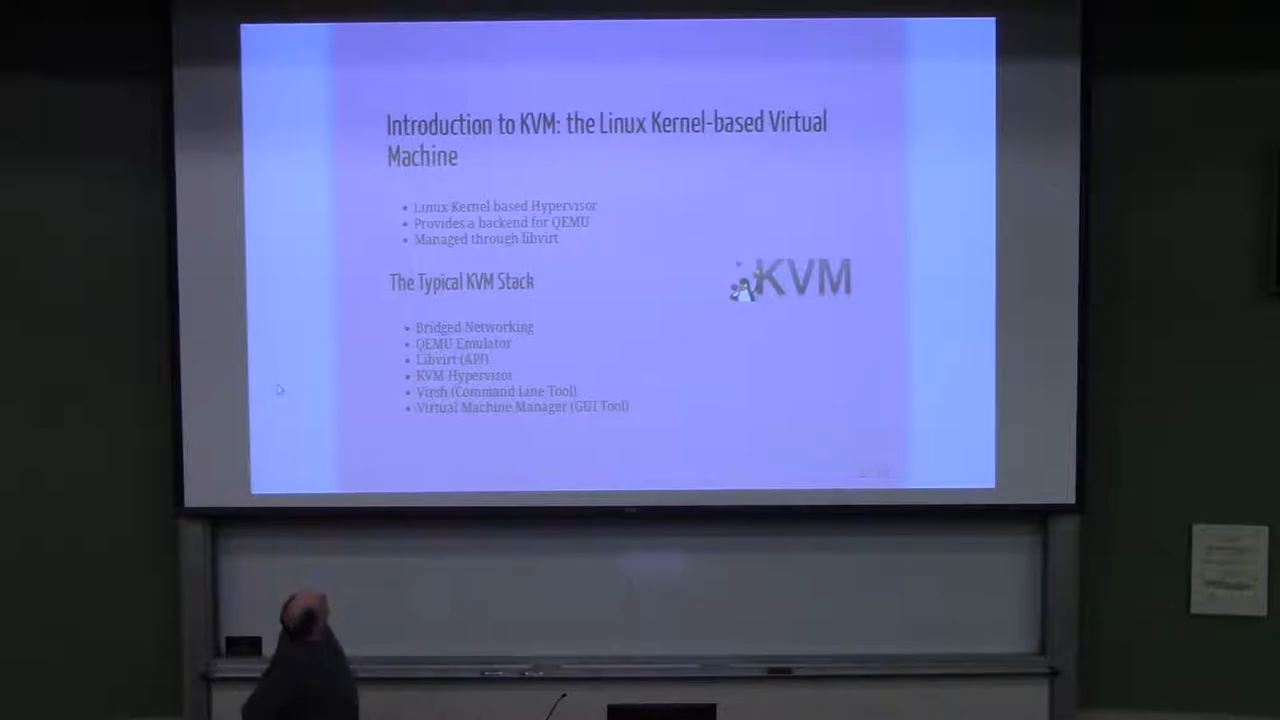 Introduction to KVM: the Linux Kernel-based Virtual
Machine
• Linux Kernel based Hypervisor
• Provides a backend for QEMU
• Managed through libvirt
KVM
The Typical KVM Stack
• Bridged Networking
• QEMU Emulator
• Libvirt (API)
• KVM Hypervisor
• Virsh (Command Line Tool)
• Virtual Machine Manager (GUI Tool)